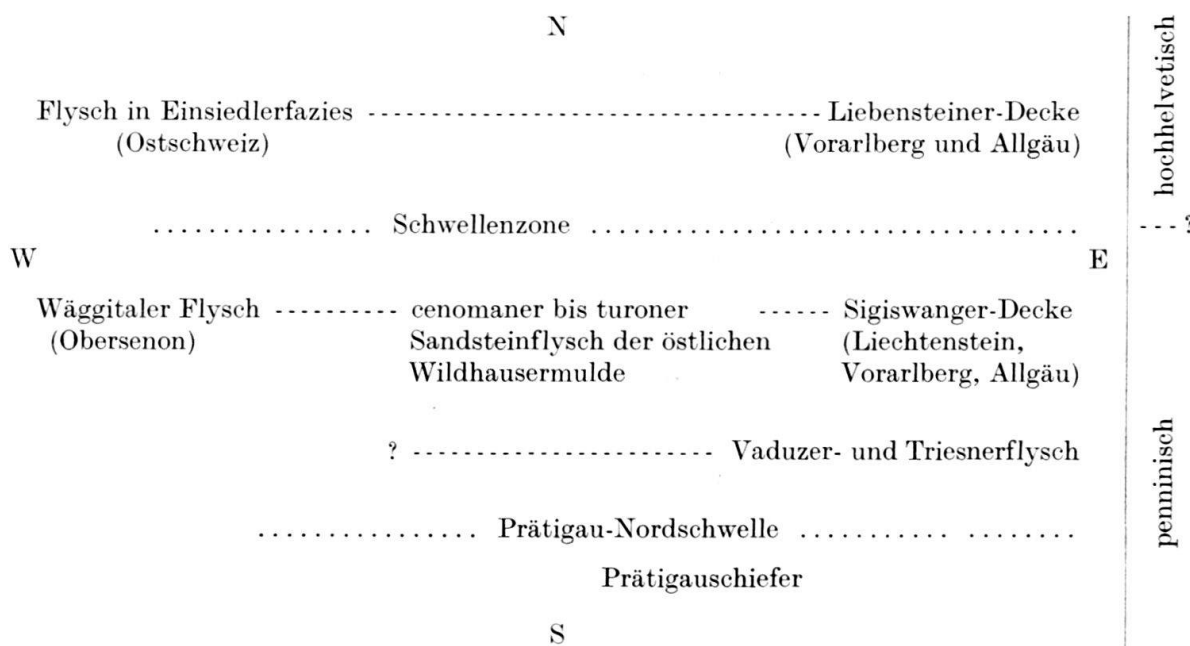 N
hochhelvetisch
Flysch in Einsiedlerfazies ---------------------------------- Liebensteiner-Decke
(Ostschweiz) (Vorarlberg und Allgäu)
................ Schwellenzone ................................... --- ?
W E
Wäggitaler Flysch ---------- cenomaner bis turoner ------ Sigiswanger-Decke
(Obersenon) Sandsteinflysch der östlichen (Liechtenstein,
Wildhausermulde Vorarlberg, Allgäu)
? ------------------------ Vaduzer- und Triesnerflysch
penninisch
................ Prätigau-Nordschwelle ........... ........
Prätigauschiefer
S